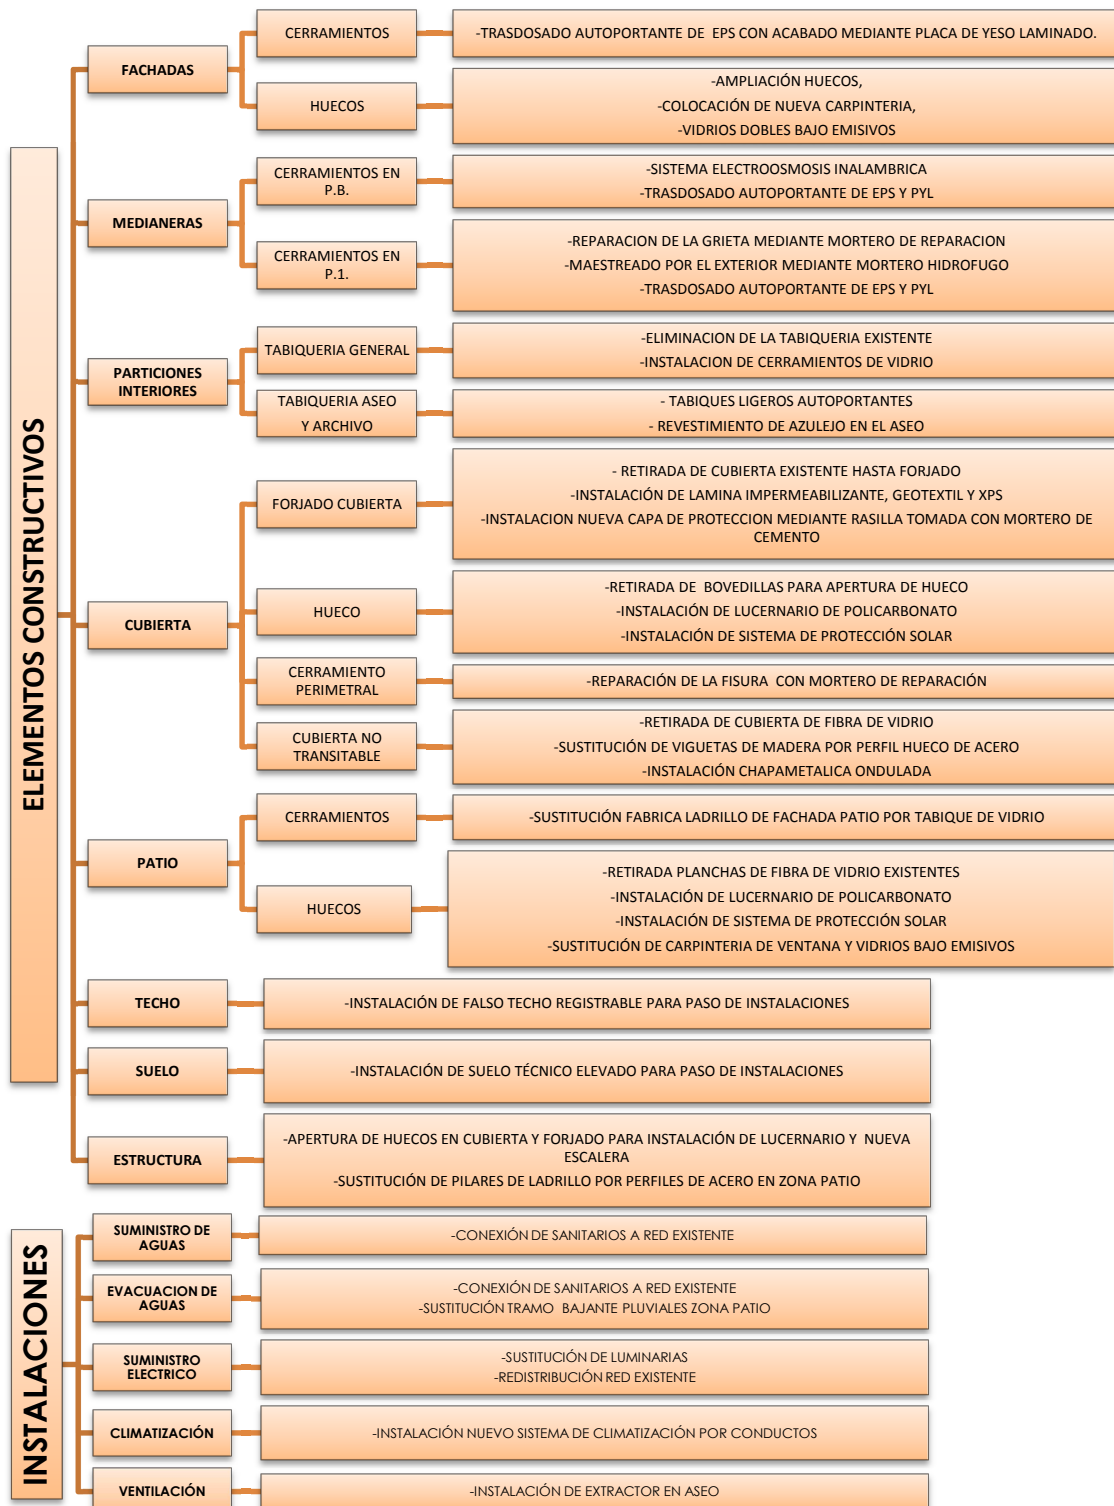 ELEMENTOS CONSTRUCTIVOS
FACHADAS
CERRAMIENTOS
-TRASDOSADO AUTOPORTANTE DE EPS CON ACABADO MEDIANTE PLACA DE YESO LAMINADO.
HUECOS
-AMPLIACIÓN HUECOS,
-COLOCACIÓN DE NUEVA CARPINTERIA,
-VIDRIOS DOBLES BAJO EMISIVOS
MEDIANERAS
CERRAMIENTOS EN
P.B.
-SISTEMA ELECTROOSMOSIS INALAMBRICA
-TRASDOSADO AUTOPORTANTE DE EPS Y PYL
CERRAMIENTOS EN
P.1.
-REPARACION DE LA GRIETA MEDIANTE MORTERO DE REPARACION
-MAESTREADO POR EL EXTERIOR MEDIANTE MORTERO HIDROFUGO
-TRASDOSADO AUTOPORTANTE DE EPS Y PYL
PARTICIONES
INTERIORES
TABIQUERIA GENERAL
-ELIMINACION DE LA TABIQUERIA EXISTENTE
-INSTALACION DE CERRAMIENTOS DE VIDRIO
TABIQUERIA ASEO
Y ARCHIVO
- TABIQUES LIGEROS AUTOPORTANTES
- REVESTIMIENTO DE AZULEJO EN EL ASEO
CUBIERTA
FORJADO CUBIERTA
- RETIRADA DE CUBIERTA EXISTENTE HASTA FORJADO
-INSTALACIÓN DE LAMINA IMPERMEABILIZANTE, GEOTEXTIL Y XPS
-INSTALACION NUEVA CAPA DE PROTECCION MEDIANTE RASILLA TOMADA CON MORTERO DE
CEMENTO
HUECO
-RETIRADA DE BOVEDILLAS PARA APERTURA DE HUECO
-INSTALACIÓN DE LUCERNARIO DE POLICARBONATO
-INSTALACIÓN DE SISTEMA DE PROTECCIÓN SOLAR
CERRAMIENTO
PERIMETRAL
-REPARACIÓN DE LA FISURA CON MORTERO DE REPARACIÓN
CUBIERTA NO
TRANSITABLE
-RETIRADA DE CUBIERTA DE FIBRA DE VIDRIO
-SUSTITUCIÓN DE VIGUETAS DE MADERA POR PERFIL HUECO DE ACERO
-INSTALACIÓN CHAPAMETALICA ONDULADA
PATIO
CERRAMIENTOS
-SUSTITUCIÓN FABRICA LADRILLO DE FACHADA PATIO POR TABIQUE DE VIDRIO
HUECOS
-RETIRADA PLANCHAS DE FIBRA DE VIDRIO EXISTENTES
-INSTALACIÓN DE LUCERNARIO DE POLICARBONATO
-INSTALACIÓN DE SISTEMA DE PROTECCIÓN SOLAR
-SUSTITUCIÓN DE CARPINTERIA DE VENTANA Y VIDRIOS BAJO EMISIVOS
TECHO
-INSTALACIÓN DE FALSO TECHO REGISTRABLE PARA PASO DE INSTALACIONES
SUELO
-INSTALACIÓN DE SUELO TÉCNICO ELEVADO PARA PASO DE INSTALACIONES
ESTRUCTURA
-APERTURA DE HUECOS EN CUBIERTA Y FORJADO PARA INSTALACIÓN DE LUCERNARIO Y NUEVA
ESCALERA
-SUSTITUCIÓN DE PILARES DE LADRILLO POR PERFILES DE ACERO EN ZONA PATIO
INSTALACIONES
SUMINISTRO DE
AGUAS
-CONEXIÓN DE SANITARIOS A RED EXISTENTE
EVACUACION DE
AGUAS
-CONEXIÓN DE SANITARIOS A RED EXISTENTE
-SUSTITUCIÓN TRAMO BAJANTE PLUVIALES ZONA PATIO
SUMINISTRO
ELECTRICO
-SUSTITUCIÓN DE LUMINARIAS
-REDISTRIBUCIÓN RED EXISTENTE
CLIMATIZACIÓN
-INSTALACIÓN NUEVO SISTEMA DE CLIMATIZACIÓN POR CONDUCTOS
VENTILACIÓN
-INSTALACIÓN DE EXTRACTOR EN ASEO